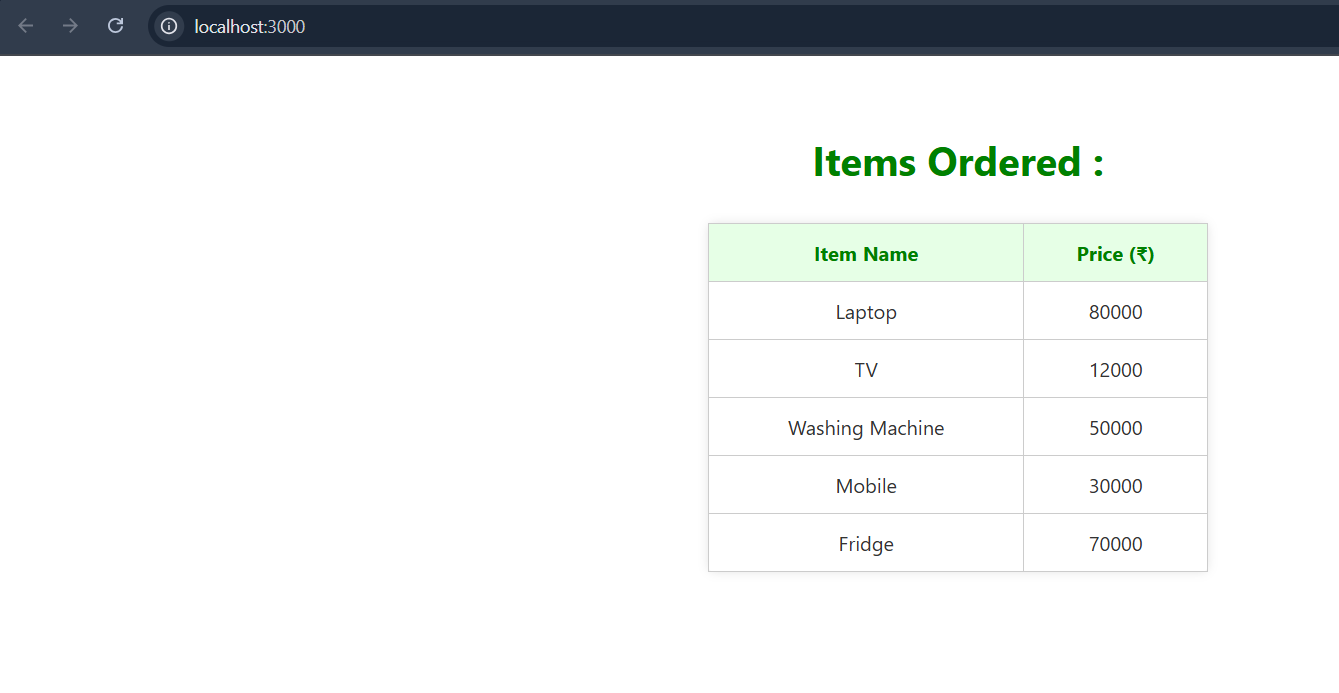 localhost:3000
Items Ordered :
Item Name Price (₹)
Laptop 80000
TV 12000
Washing Machine 50000
Mobile 30000
Fridge 70000